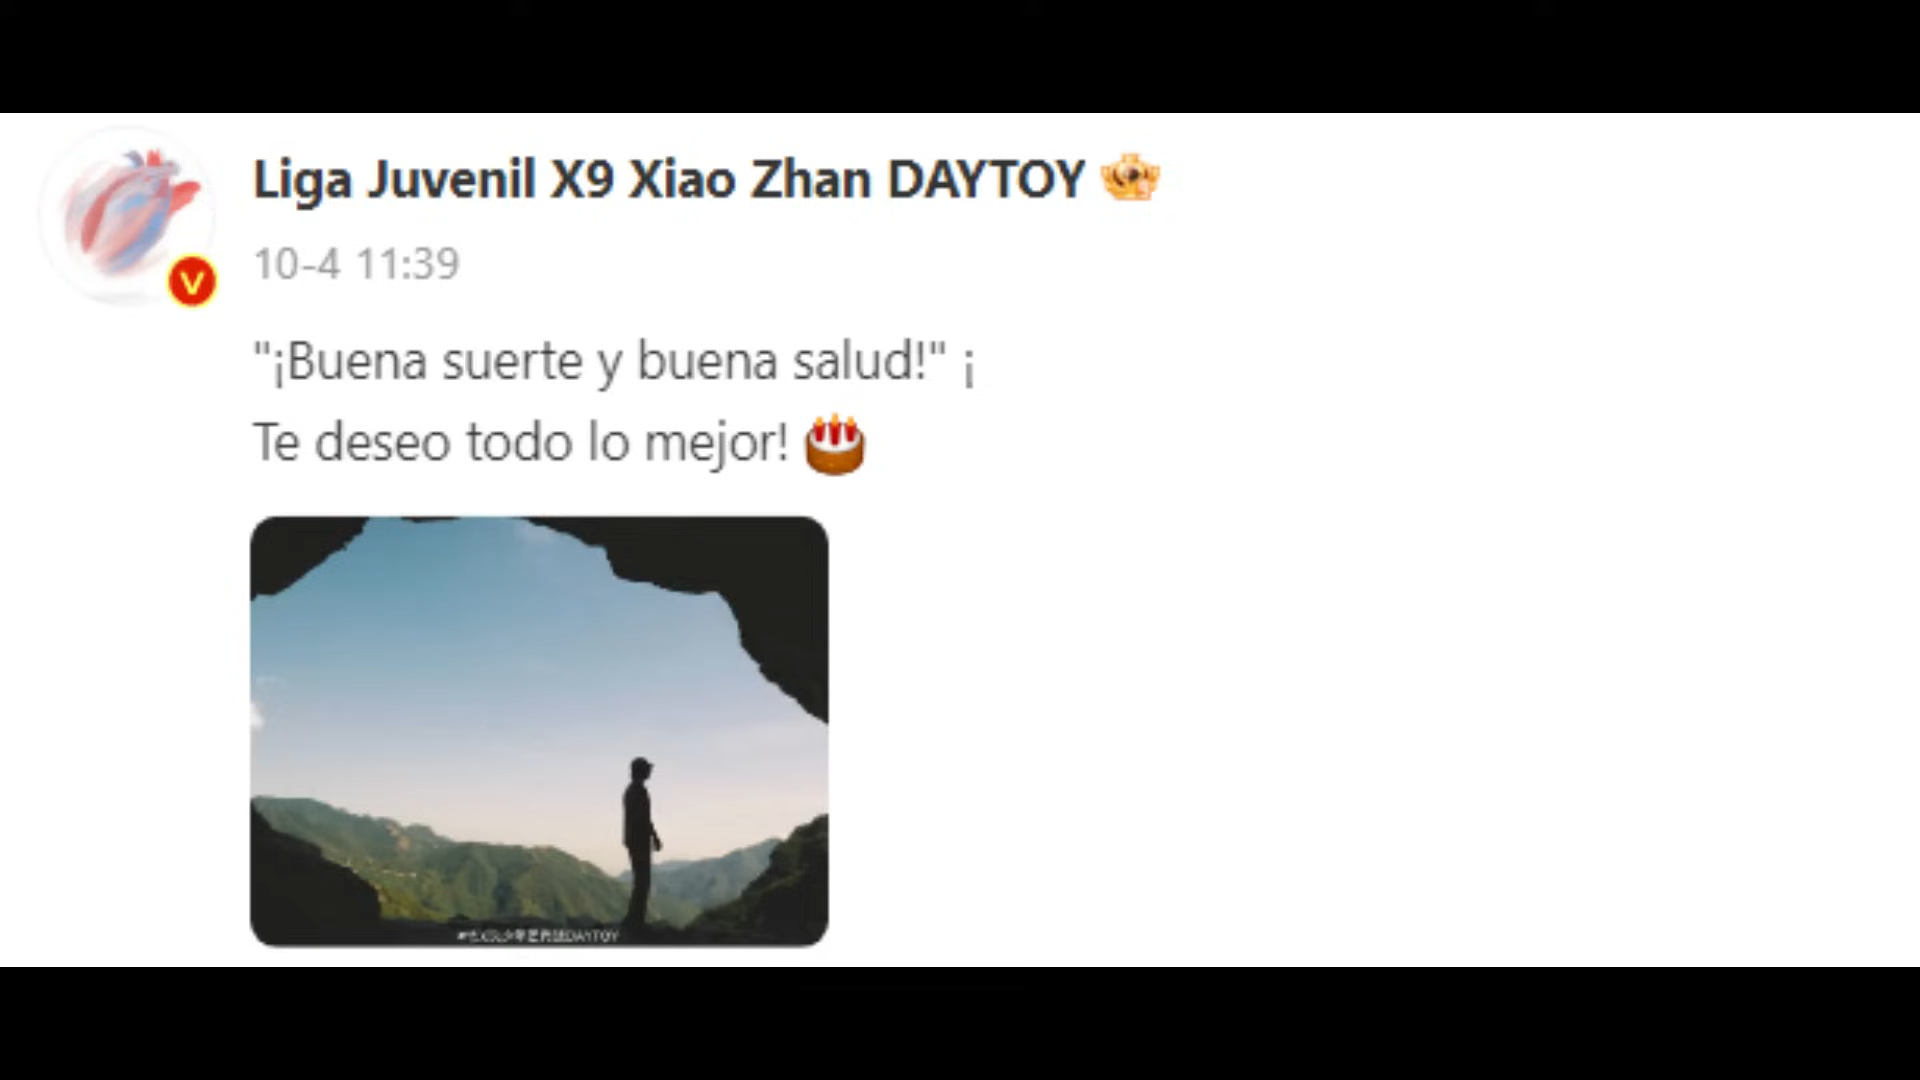 Liga Juvenil X9 Xiao Zhan DAYTOY
10-4 11:39
"¡Buena suerte y buena salud!" ¡
Te deseo todo lo mejor!
DAYTOY